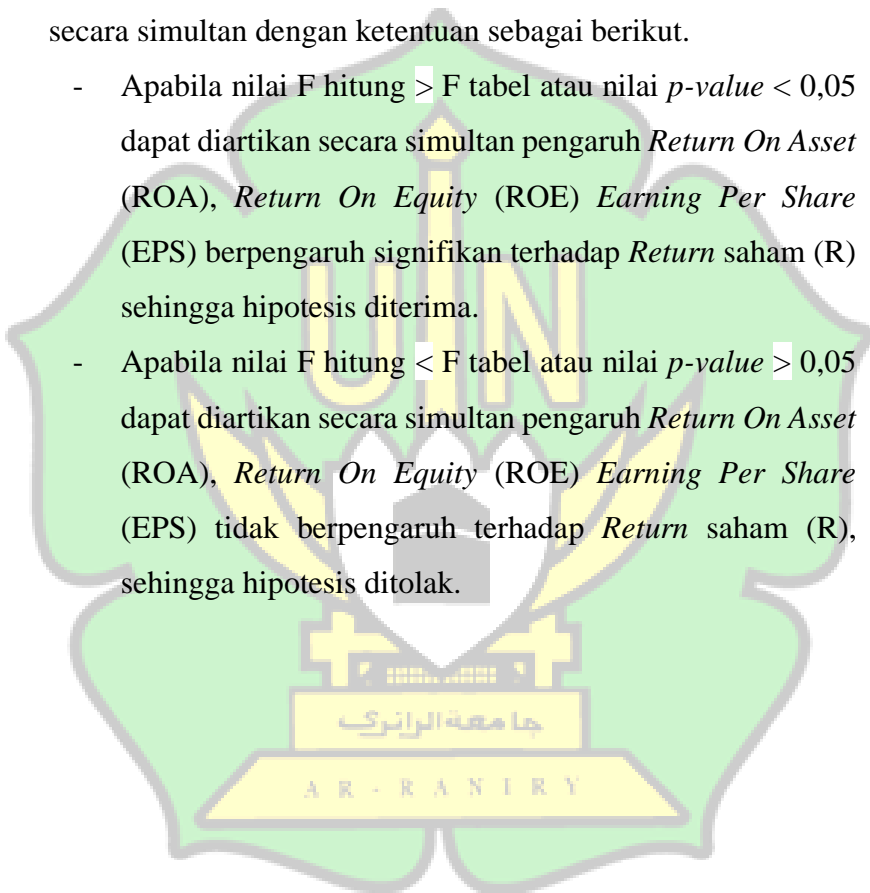 secara simultan dengan ketentuan sebagai berikut.
- Apabila nilai F hitung > F tabel atau nilai p-value < 0,05
dapat diartikan secara simultan pengaruh Return On Asset
(ROA), Return On Equity (ROE) Earning Per Share
(EPS) berpengaruh signifikan terhadap Return saham (R)
sehingga hipotesis diterima.
- Apabila nilai F hitung < F tabel atau nilai p-value > 0,05
dapat diartikan secara simultan pengaruh Return On Asset
(ROA), Return On Equity (ROE) Earning Per Share
(EPS) tidak berpengaruh terhadap Return saham (R),
sehingga hipotesis ditolak.
UIN
جامعة الرانري
AR-RANIRY